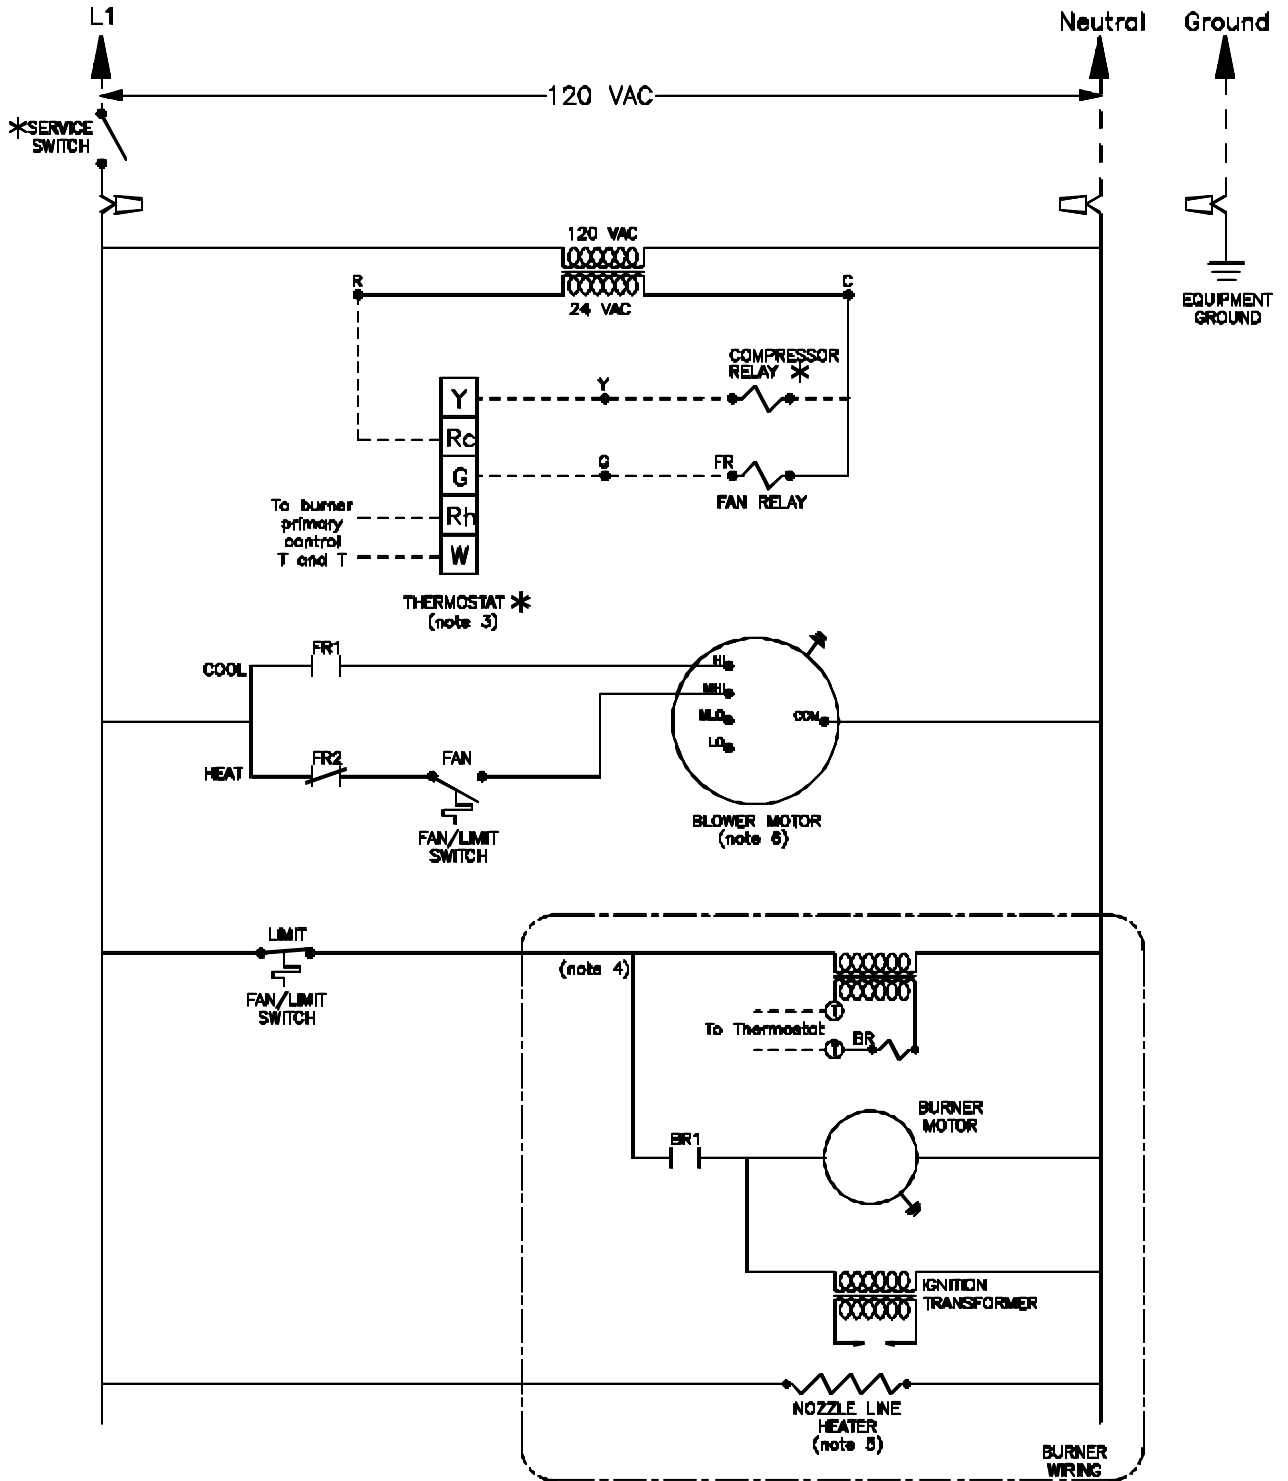 L1
Neutral
Ground
120 VAC
*SERVICE
SWITCH
120 VAC
R
C
24 VAC
EQUIPMENT
GROUND
COMPRESSOR
RELAY *
Y
Y
Rc
G
G
FR
FAN RELAY
To burner
primary
control
T and T
Rh
W
THERMOSTAT *
(note 3)
FR1
COOL
HI
MHI
MLO
COM
LO
FR2
FAN
HEAT
FAN/LIMIT
SWITCH
BLOWER MOTOR
(note 6)
LIMIT
(note 4)
FAN/LIMIT
SWITCH
T
To Thermostat
BR
T
BURNER
MOTOR
BR1
IGNITION
TRANSFORMER
NOZZLE LINE
HEATER
(note 5)
BURNER
WIRING